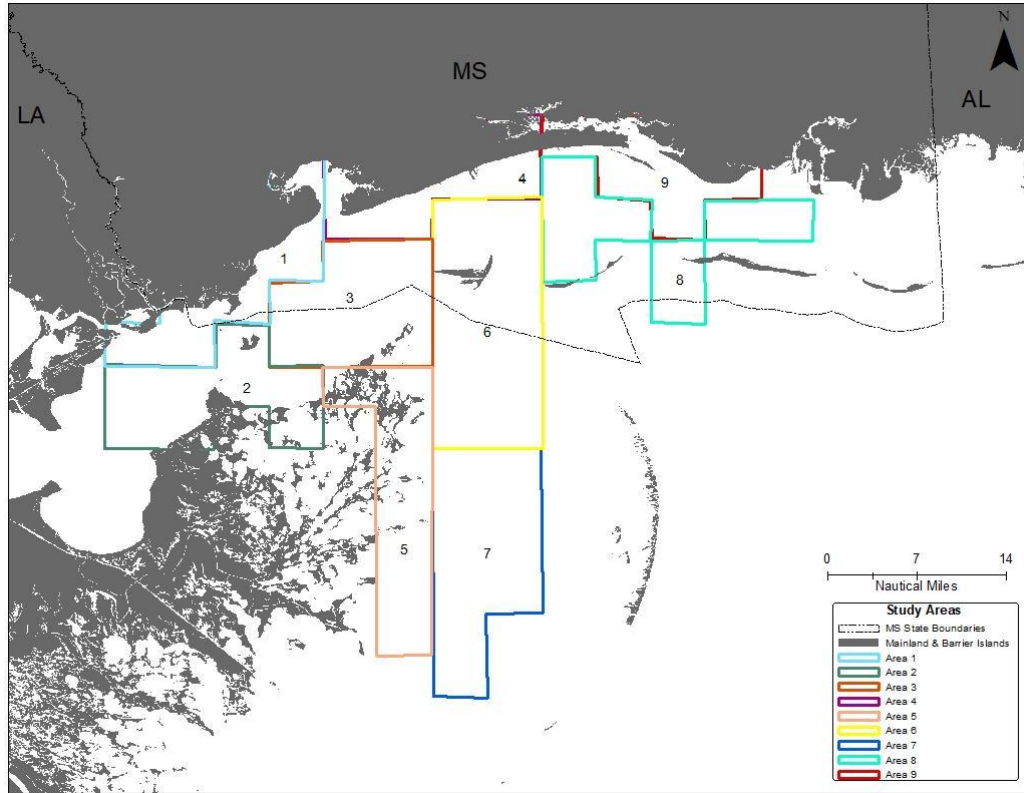 N
MS
LA
AL
4
9
1
3
8
6
2
5
7
0 7 14
Nautical Miles
Study Areas
MS State Boundaries
Mainland & Barrier Islands
Area 1
Area 2
Area 3
Area 4
Area 5
Area 6
Area 7
Area 8
Area 9